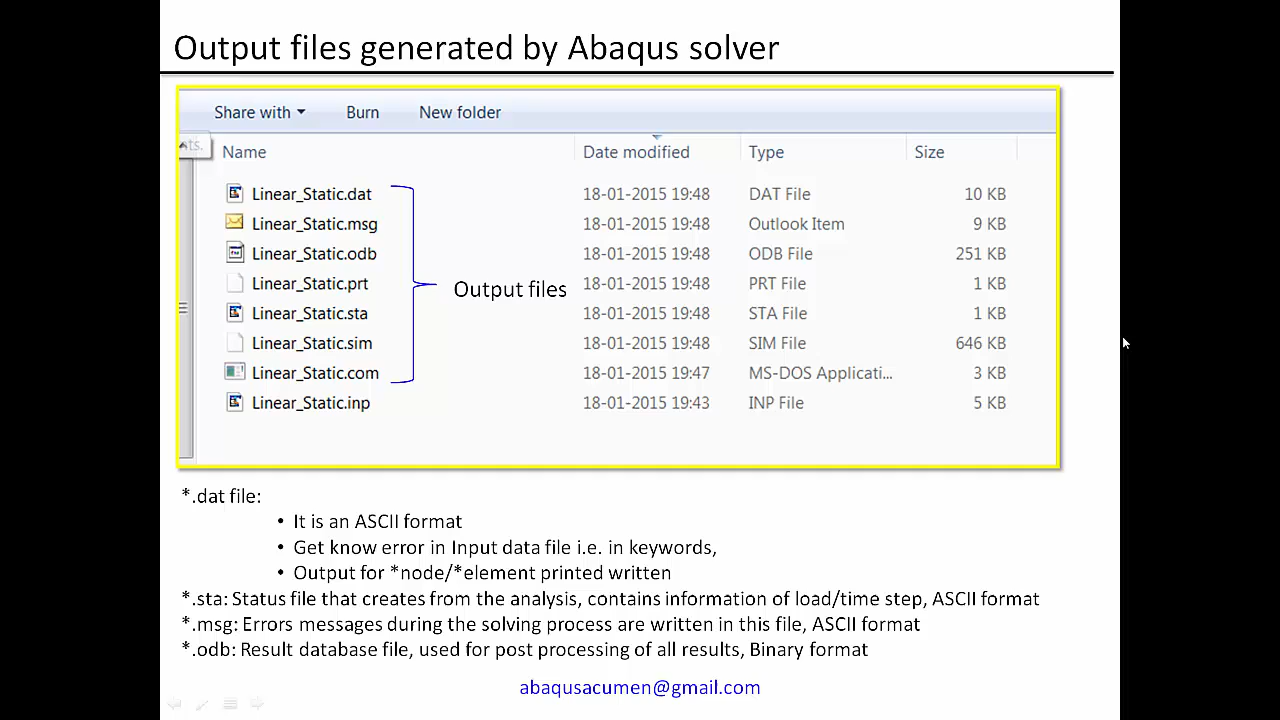 Output files generated by Abaqus solver
Share with Burn New folder
nts.
Name Date modified Type Size
Linear_Static.dat 18-01-2015 19:48 DAT File 10 KB
Linear_Static.msg 18-01-2015 19:48 Outlook Item 9 KB
Linear_Static.odb 18-01-2015 19:48 ODB File 251 KB
Linear_Static.prt 18-01-2015 19:48 PRT File 1 KB
Output files
Linear_Static.sta 18-01-2015 19:48 STA File 1 KB
Linear_Static.sim 18-01-2015 19:48 SIM File 646 KB
Linear_Static.com 18-01-2015 19:47 MS-DOS Applicati... 3 KB
Linear_Static.inp 18-01-2015 19:43 INP File 5 KB
*.dat file:
• It is an ASCII format
• Get know error in Input data file i.e. in keywords,
• Output for *node/*element printed written
*.sta: Status file that creates from the analysis, contains information of load/time step, ASCII format
*.msg: Errors messages during the solving process are written in this file, ASCII format
*.odb: Result database file, used for post processing of all results, Binary format
abaqusacumen@gmail.com